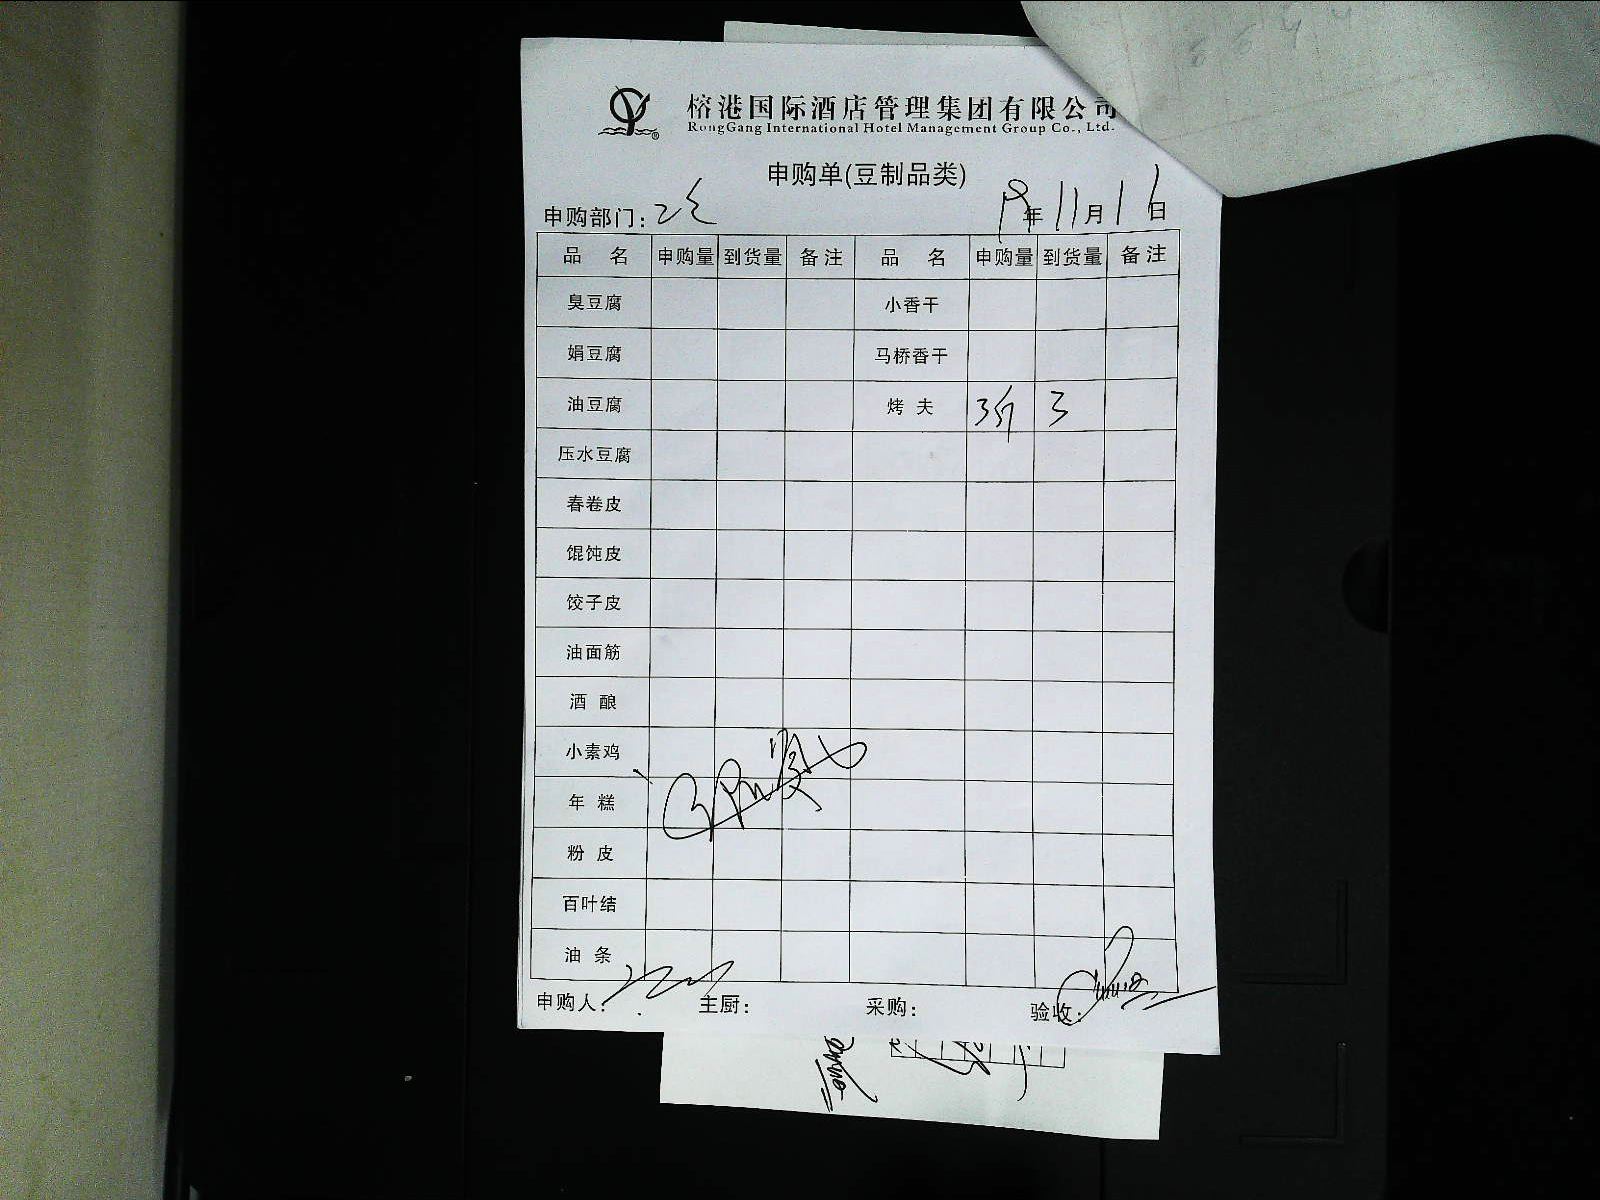 榕港国际酒店管理集团有限公司
RongGang International Hotel Management Group Co., Ltd.
申购单(豆制品类)
申购部门: 年 11 月 16 日
品 名 申购量 到货量 备注 品 名 申购量 到货量 备注
臭豆腐 小香干
娟豆腐 马桥香干
油豆腐 烤 夫 3斤 3
压水豆腐
春卷皮
馄饨皮
饺子皮
油面筋
酒 酿
小素鸡
年 糕
粉 皮
百叶结
油 条
申购人: 主厨: 采购: 验收: